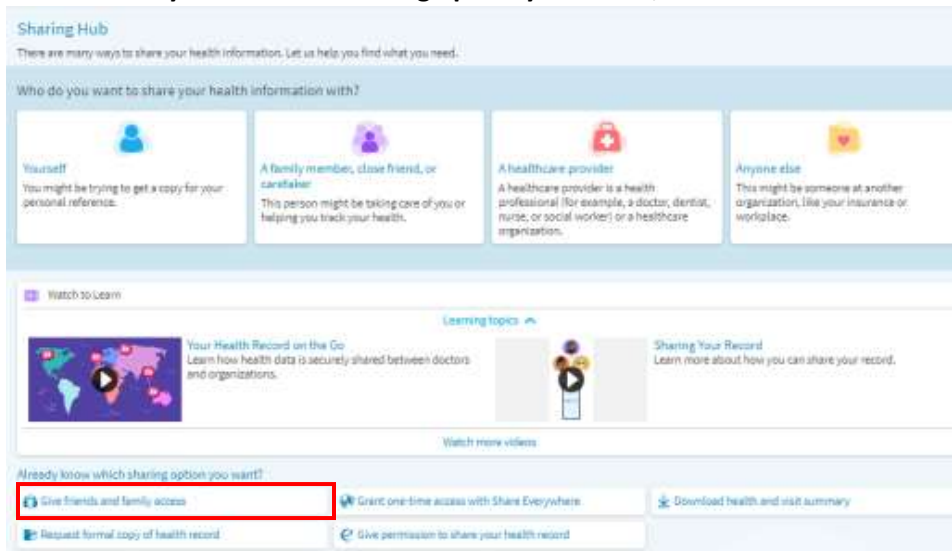 Sharing Hub
There are many ways to share your health information. Let us help you find what you need.
Who do you want to share your health information with?
Yourself
You might be trying to get a copy for your
personal reference.
A family member, close friend, or
caretaker
This person might be taking care of you or
helping you track your health.
A healthcare provider
A healthcare provider is a health
professional (for example, a doctor, dentist,
nurse, or social worker) or a healthcare
organization.
Anyone else
This might be someone at another
organization, like your insurance or
workplace.
Watch to Learn
Learning topics
Your Health Record on the Go
Learn how health data is securely shared between doctors
and organizations.
Sharing Your Record
Learn more about how you can share your record.
Watch more videos
Already know which sharing option you want?
Give friends and family access
Grant one-time access with Share Everywhere
Download health and visit summary
Request formal copy of health record
Give permission to share your health record